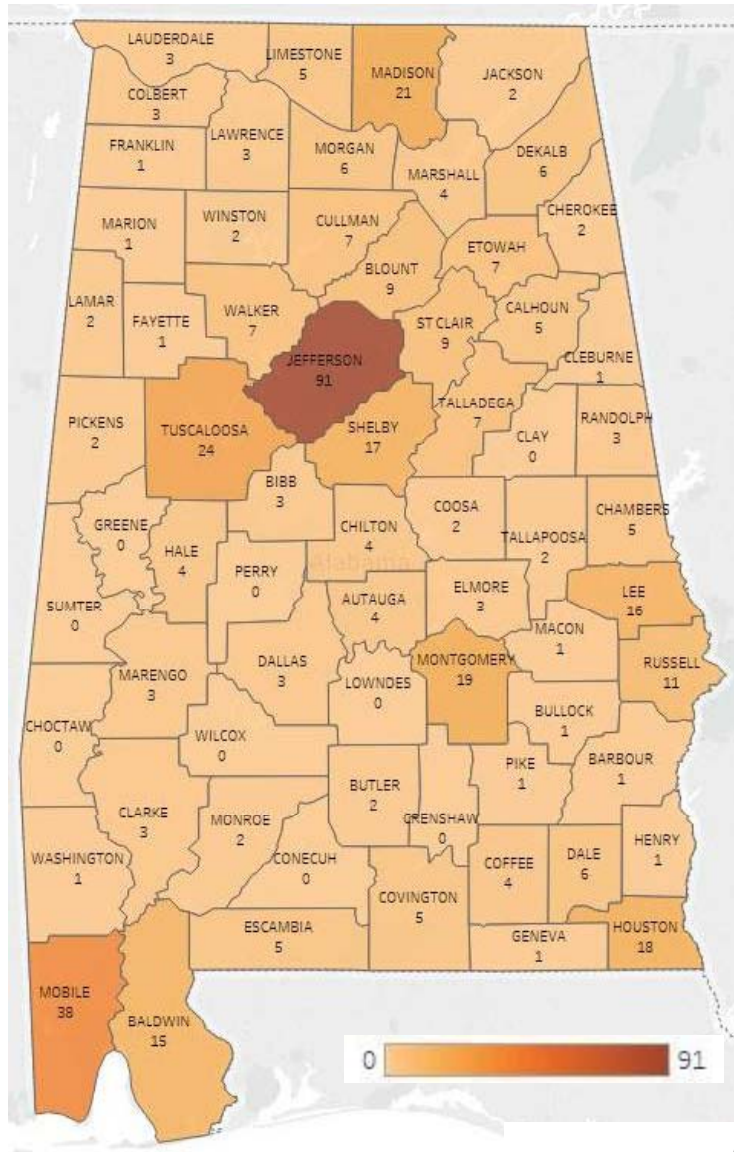 LAUDERDALE
3
LIMESTONE
5
MADISON
21
JACKSON
2
COLBERT
3
FRANKLIN
1
LAWRENCE
3
MORGAN
6
MARSHALL
4
DEKALB
6
CHEROKEE
2
MARION
1
WINSTON
2
CULLMAN
7
ETOWAH
7
BLOUNT
9
LAMAR
2
FAYETTE
1
WALKER
7
JEFFERSON
91
ST CLAIR
9
CALHOUN
5
CLEBURNE
1
PICKENS
2
TUSCALOOSA
24
SHELBY
17
TALLADEGA
7
CLAY
0
RANDOLPH
3
BIBB
3
GREENE
0
HALE
4
PERRY
0
CHILTON
4
COOSA
2
TALLAPOOSA
2
CHAMBERS
5
Alabama
SUMTER
0
AUTAUGA
4
ELMORE
3
LEE
16
MACON
1
MARENGO
3
DALLAS
3
LOWNDES
0
MONTGOMERY
19
RUSSELL
11
CHOCTAW
0
WILCOX
0
BULLOCK
1
PIKE
1
BARBOUR
1
CLARKE
3
MONROE
2
BUTLER
2
CRENSHAW
0
WASHINGTON
1
CONECUH
0
COFFEE
4
DALE
6
HENRY
1
COVINGTON
5
ESCAMBIA
5
GENEVA
1
HOUSTON
18
MOBILE
38
BALDWIN
15
0 91